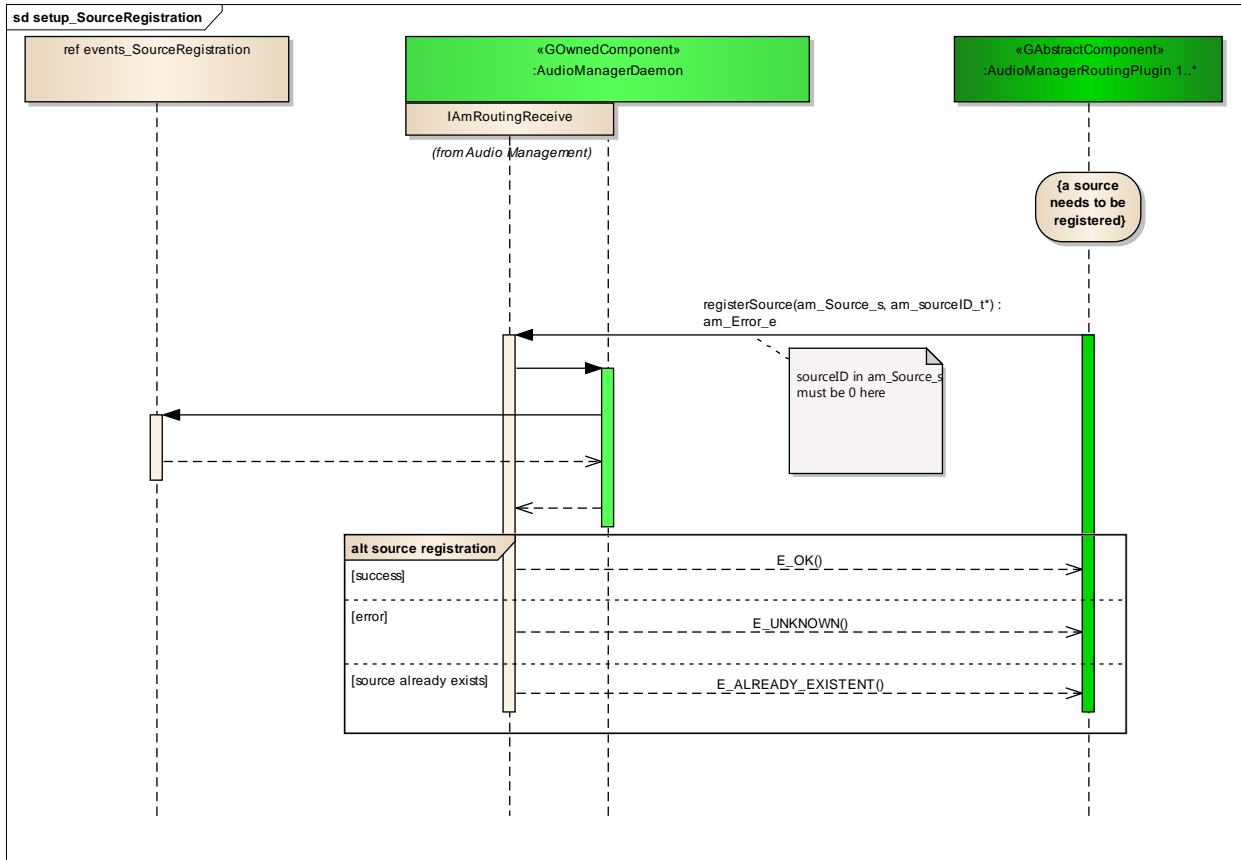 sd setup_SourceRegistration
ref events_SourceRegistration
«GOwnedComponent»
:AudioManagerDaemon
«GAbstractComponent»
:AudioManagerRoutingPlugin 1..*
IAmRoutingReceive
(from Audio Management)
{a source
needs to be
registered}
registerSource(am_Source_s, am_sourceID_t*) :
am_Error_e
sourceID in am_Source_s
must be 0 here
alt source registration
[success]
E_OK()
[error]
E_UNKNOWN()
[source already exists]
E_ALREADY_EXISTENT()